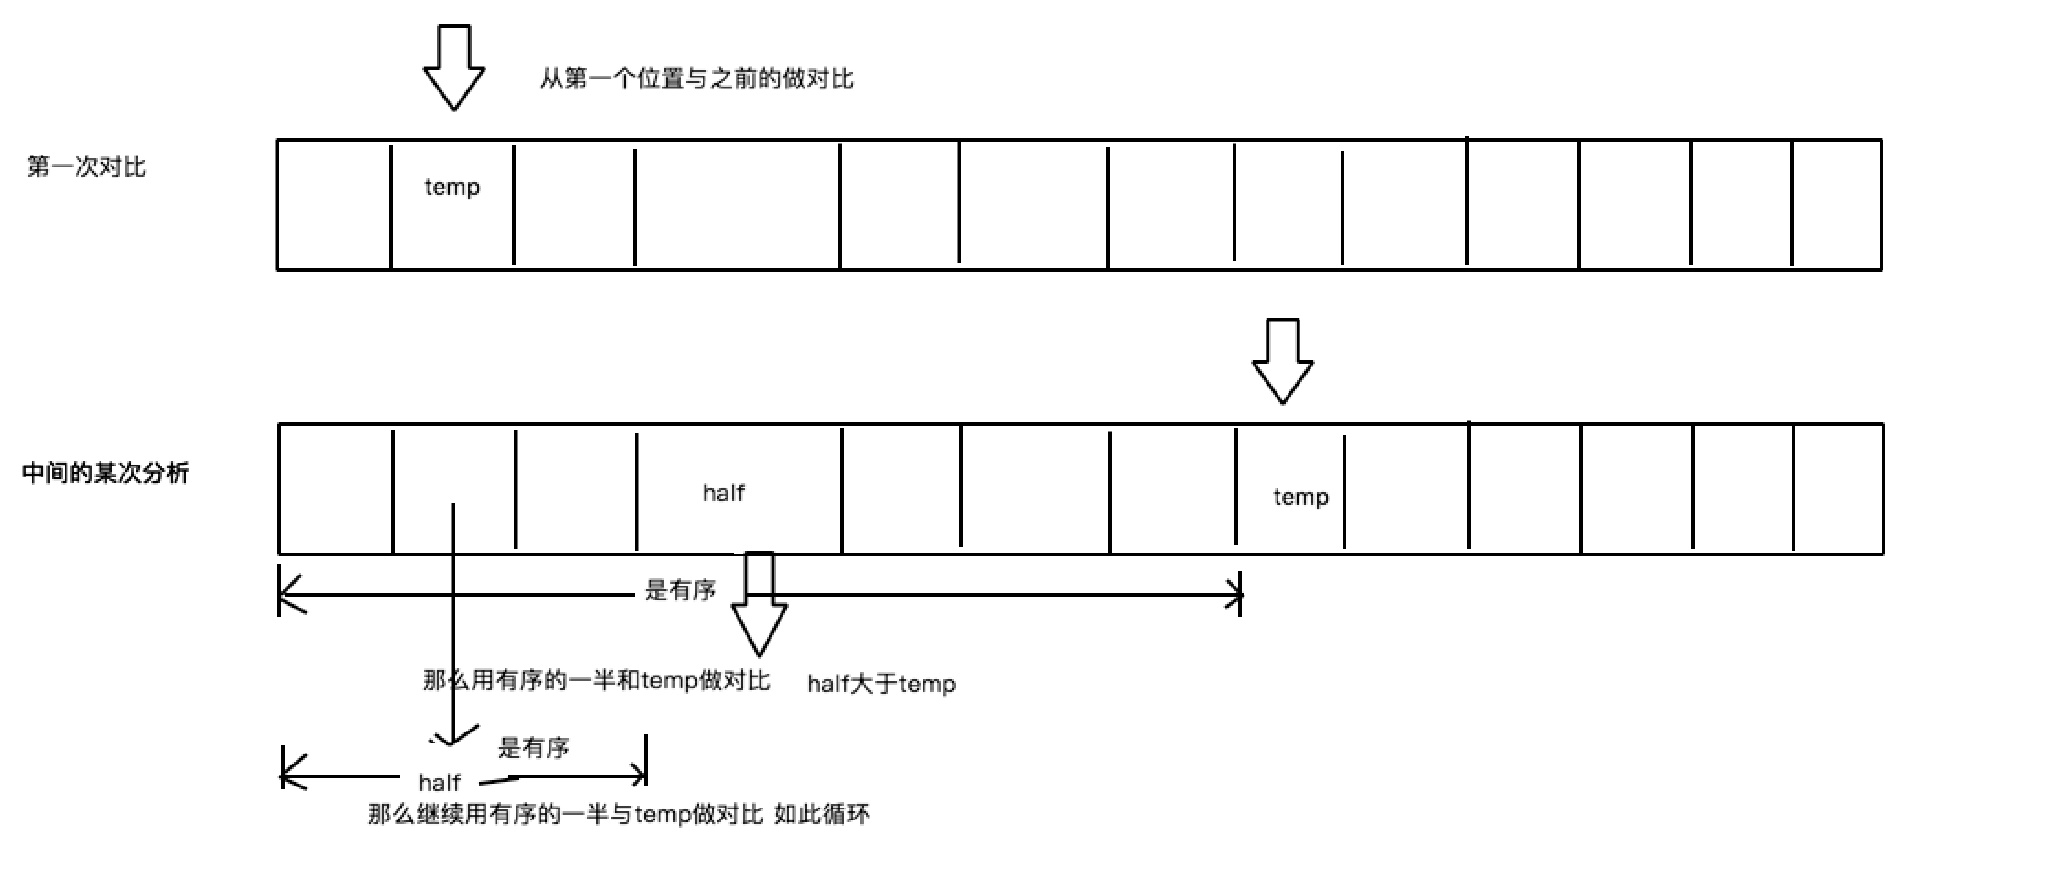 从第一个位置与之前的做对比
第一次对比
temp
中间的某次分析
half
temp
是有序
那么用有序的一半和temp做对比
half大于temp
是有序
half
那么继续用有序的一半与temp做对比 如此循环